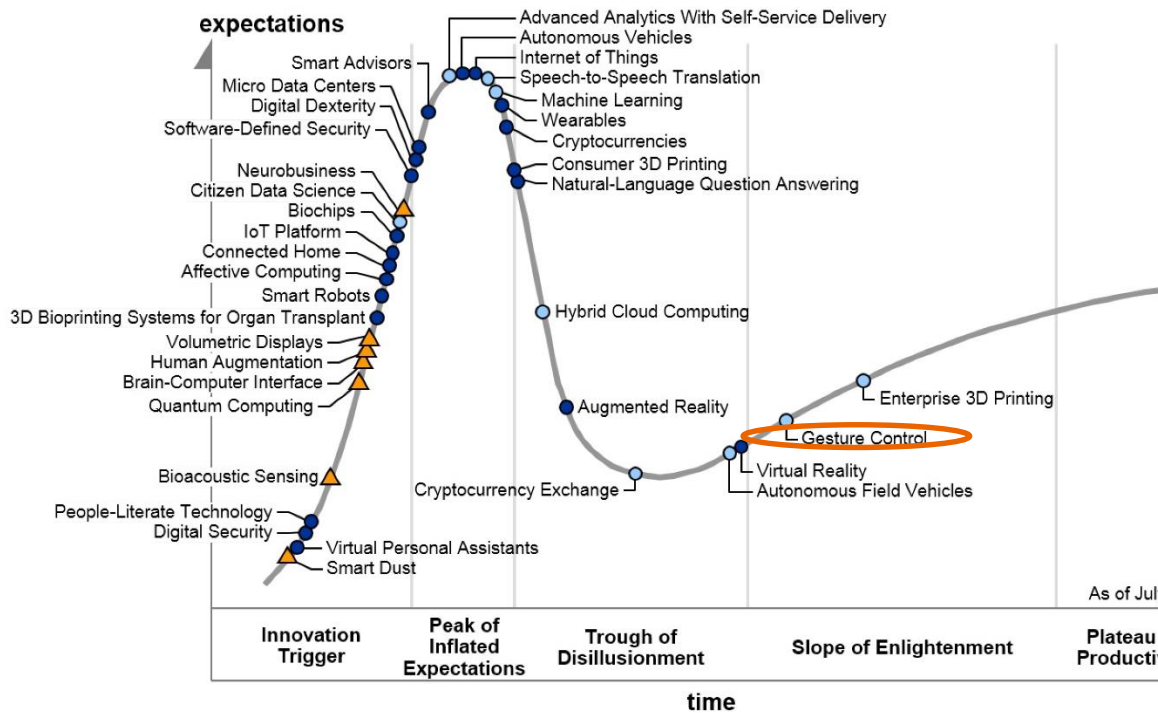 expectations
Advanced Analytics With Self-Service Delivery
Autonomous Vehicles
Internet of Things
Speech-to-Speech Translation
Machine Learning
Wearables
Cryptocurrencies
Consumer 3D Printing
Natural-Language Question Answering
Smart Advisors
Micro Data Centers
Digital Dexterity
Software-Defined Security
Neurobusiness
Citizen Data Science
Biochips
IoT Platform
Connected Home
Affective Computing
Smart Robots
3D Bioprinting Systems for Organ Transplant
Volumetric Displays
Human Augmentation
Brain-Computer Interface
Quantum Computing
Bioacoustic Sensing
People-Literate Technology
Digital Security
Virtual Personal Assistants
Smart Dust
Hybrid Cloud Computing
Augmented Reality
Cryptocurrency Exchange
Enterprise 3D Printing
Gesture Control
Virtual Reality
Autonomous Field Vehicles
As of July
Innovation
Trigger
Peak of
Inflated
Expectations
Trough of
Disillusionment
Slope of Enlightenment
Plateau
Productiv
time